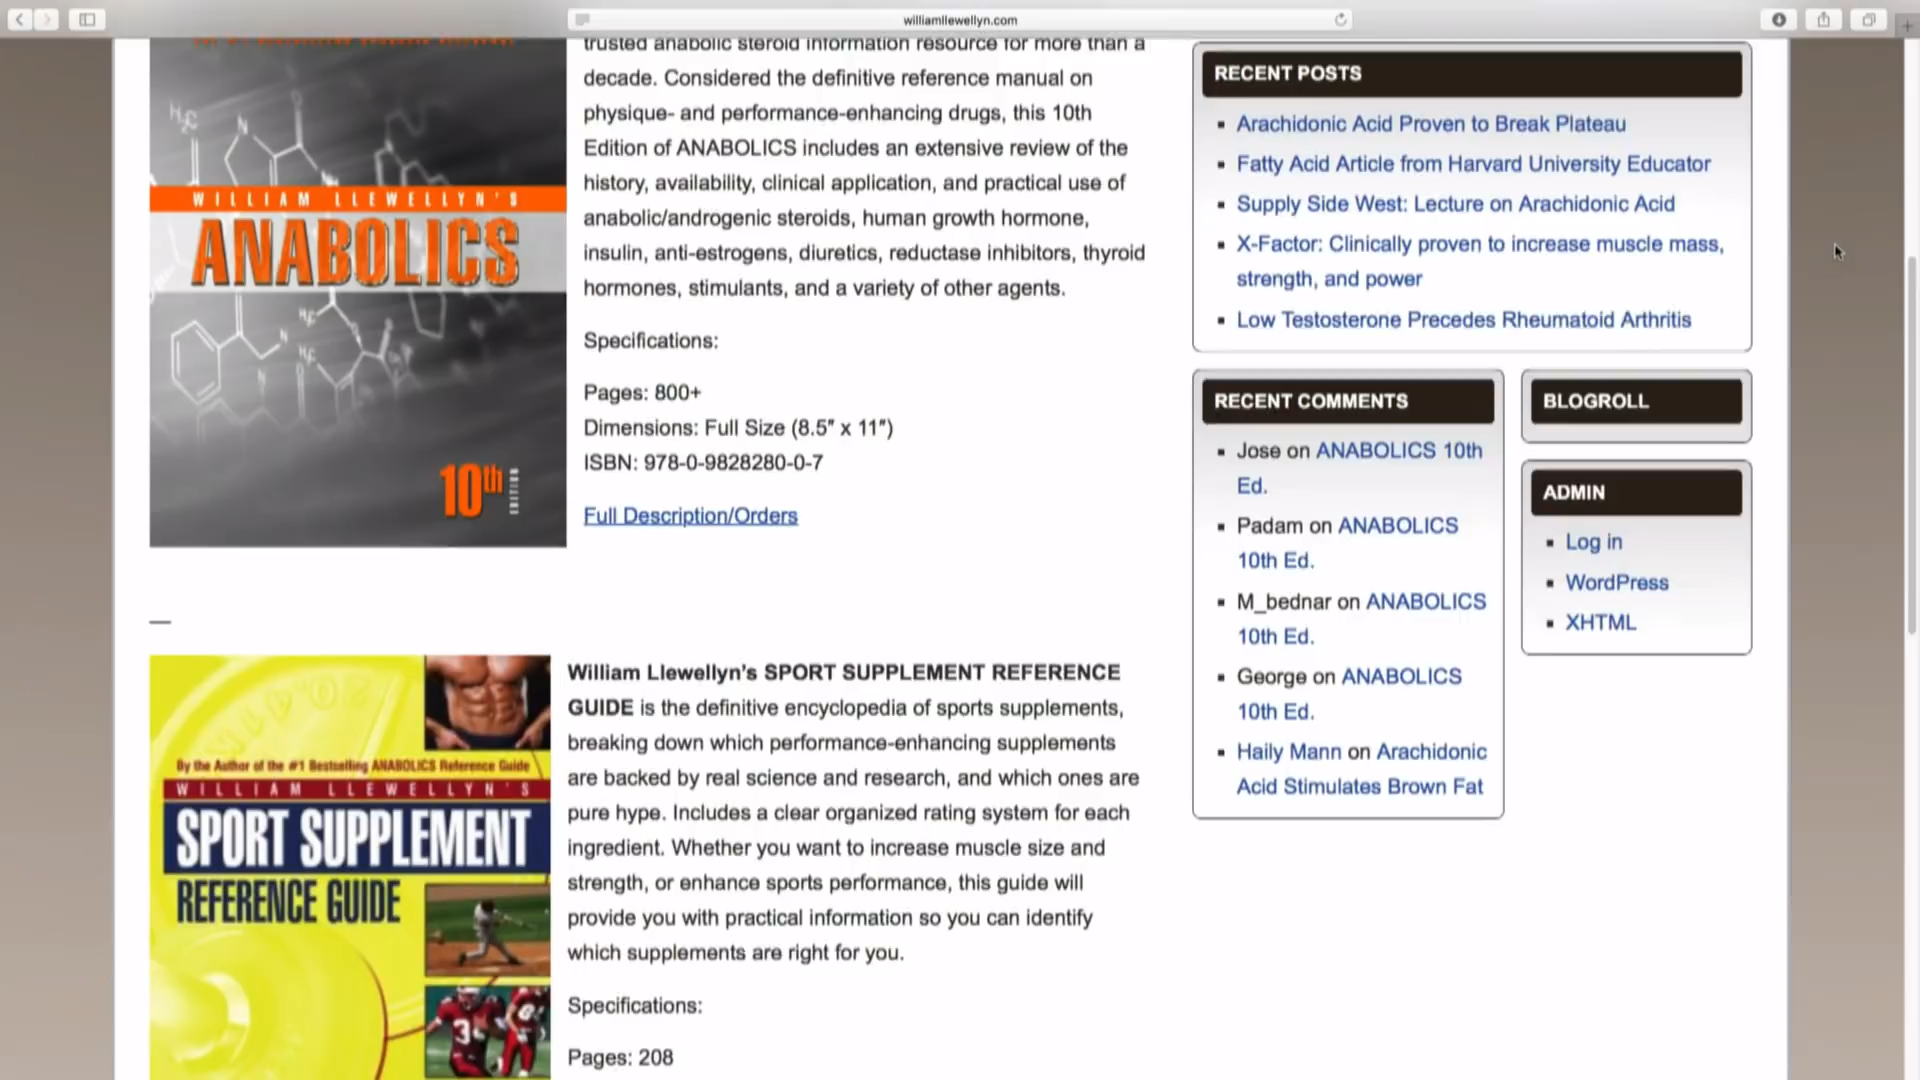 williamllewellyn.com
WILLIAM LLEWELLYN'S
ANABOLICS
10th
EDITION
trusted anabolic steroid information resource for more than a
decade. Considered the definitive reference manual on
physique- and performance-enhancing drugs, this 10th
Edition of ANABOLICS includes an extensive review of the
history, availability, clinical application, and practical use of
anabolic/androgenic steroids, human growth hormone,
insulin, anti-estrogens, diuretics, reductase inhibitors, thyroid
hormones, stimulants, and a variety of other agents.
Specifications:
Pages: 800+
Dimensions: Full Size (8.5″ x 11″)
ISBN: 978-0-9828280-0-7
Full Description/Orders
—
By the Author of the #1 Bestselling ANABOLICS Reference Guide
WILLIAM LLEWELLYN'S
SPORT SUPPLEMENT
REFERENCE GUIDE
William Llewellyn's SPORT SUPPLEMENT REFERENCE
GUIDE is the definitive encyclopedia of sports supplements,
breaking down which performance-enhancing supplements
are backed by real science and research, and which ones are
pure hype. Includes a clear organized rating system for each
ingredient. Whether you want to increase muscle size and
strength, or enhance sports performance, this guide will
provide you with practical information so you can identify
which supplements are right for you.
Specifications:
Pages: 208
RECENT POSTS
Arachidonic Acid Proven to Break Plateau
Fatty Acid Article from Harvard University Educator
Supply Side West: Lecture on Arachidonic Acid
X-Factor: Clinically proven to increase muscle mass,
strength, and power
Low Testosterone Precedes Rheumatoid Arthritis
RECENT COMMENTS
Jose on ANABOLICS 10th
Ed.
Padam on ANABOLICS
10th Ed.
M_bednar on ANABOLICS
10th Ed.
George on ANABOLICS
10th Ed.
Haily Mann on Arachidonic
Acid Stimulates Brown Fat
BLOGROLL
ADMIN
Log in
WordPress
XHTML